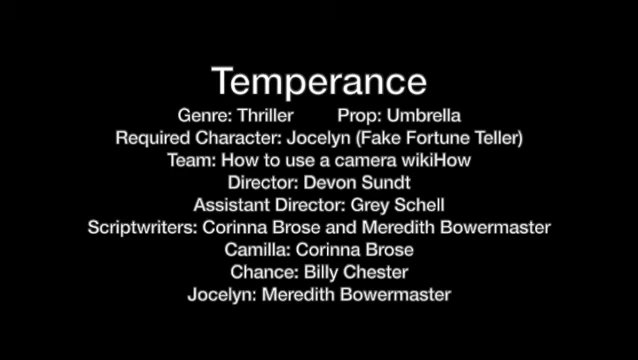 Temperance
Genre: Thriller Prop: Umbrella
Required Character: Jocelyn (Fake Fortune Teller)
Team: How to use a camera wikiHow
Director: Devon Sundt
Assistant Director: Grey Schell
Scriptwriters: Corinna Brose and Meredith Bowermaster
Camilla: Corinna Brose
Chance: Billy Chester
Jocelyn: Meredith Bowermaster